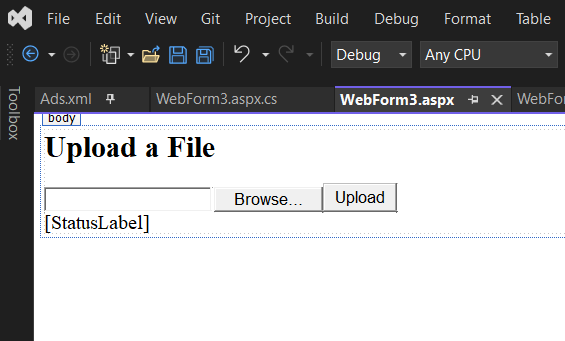 File Edit View Git Project Build Debug Format Table
Debug Any CPU
Toolbox
Ads.xml WebForm3.aspx.cs WebForm3.aspx WebFo
body
Upload a File
Browse... Upload
[StatusLabel]